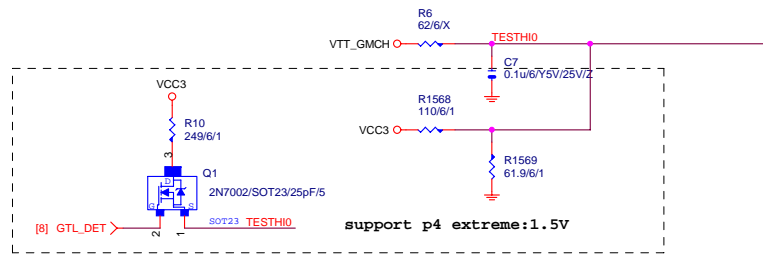 R6
62/6/X
VTT_GMCH
TESTHI0
C7
0.1u/6/Y5V/25V/Z
VCC3
R10
249/6/1
R1568
110/6/1
VCC3
R1569
61.9/6/1
3
D
Q1
2N7002/SOT23/25pF/5
G
S
[8] GTL_DET
2
1
SOT23
TESTHI0
support p4 extreme:1.5V